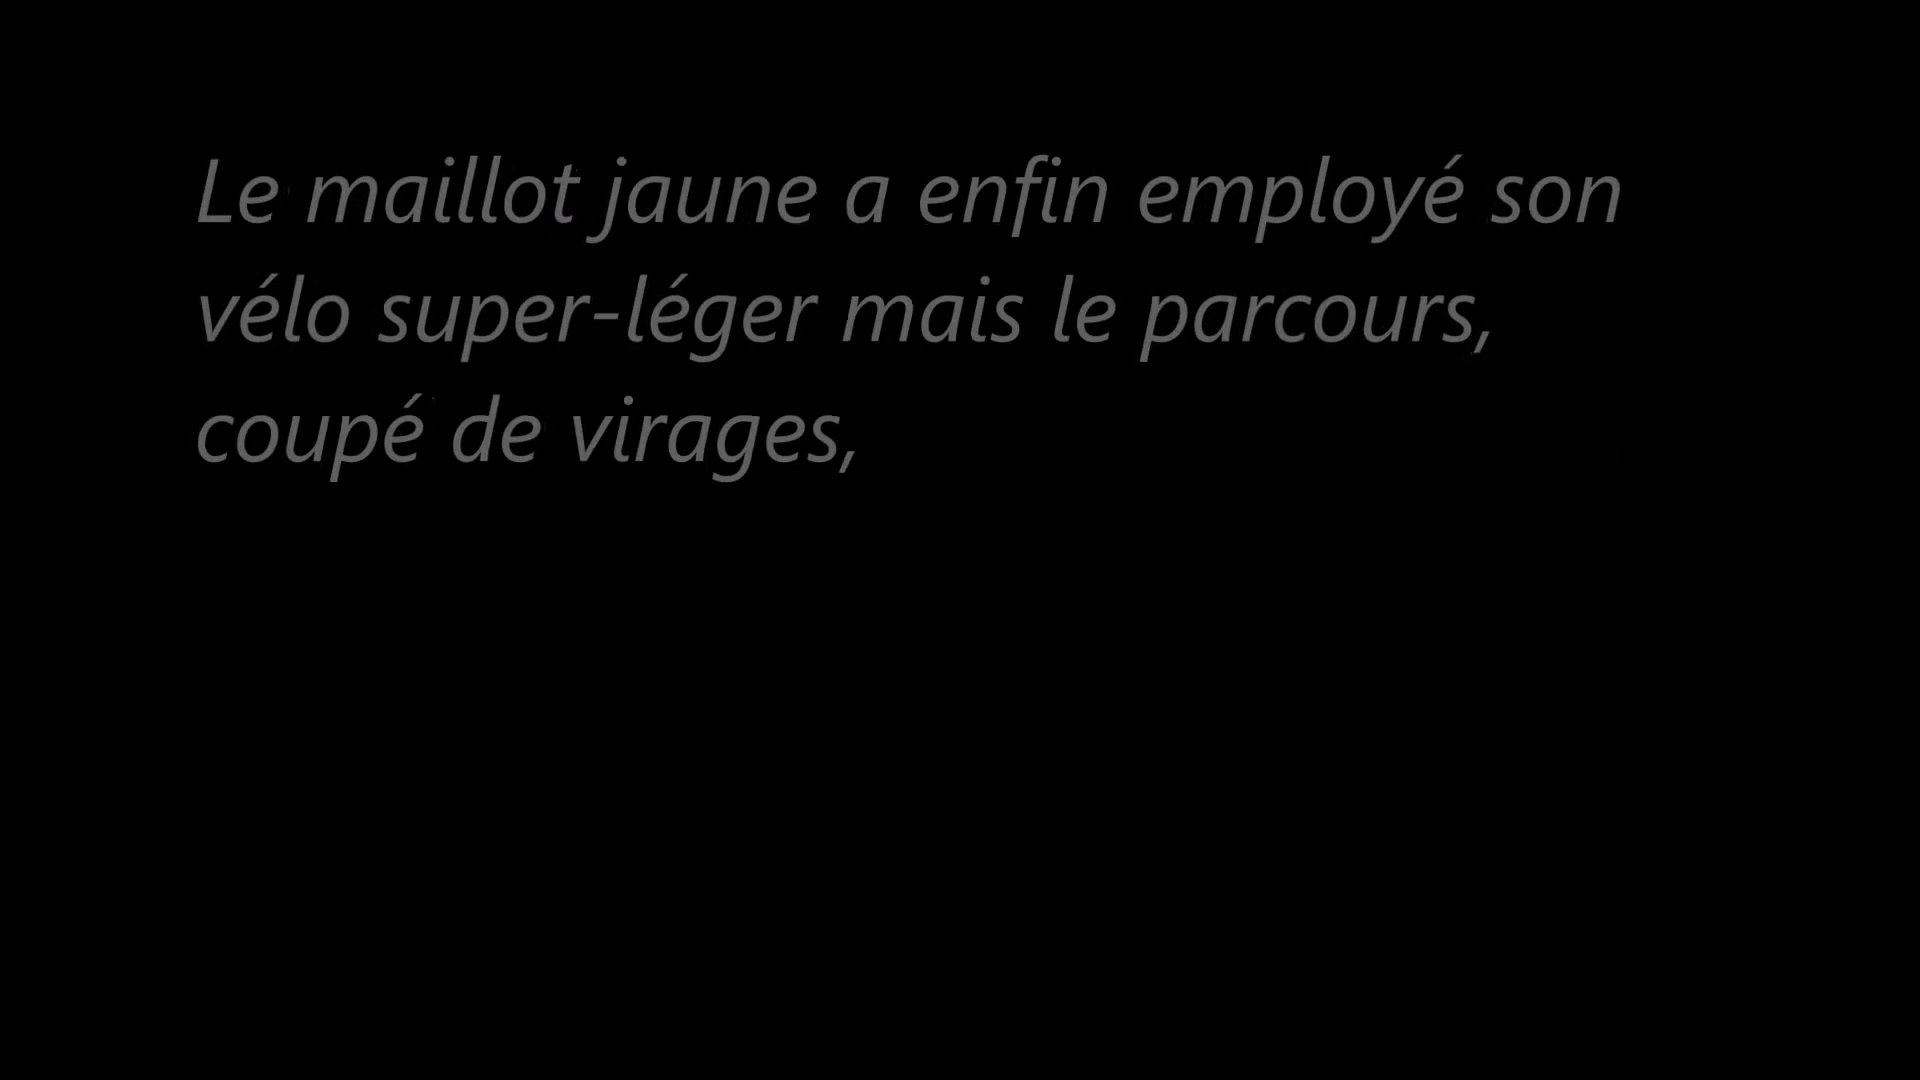 Le maillot jaune a enfin employé son
vélo super-léger mais le parcours,
coupé de virages,